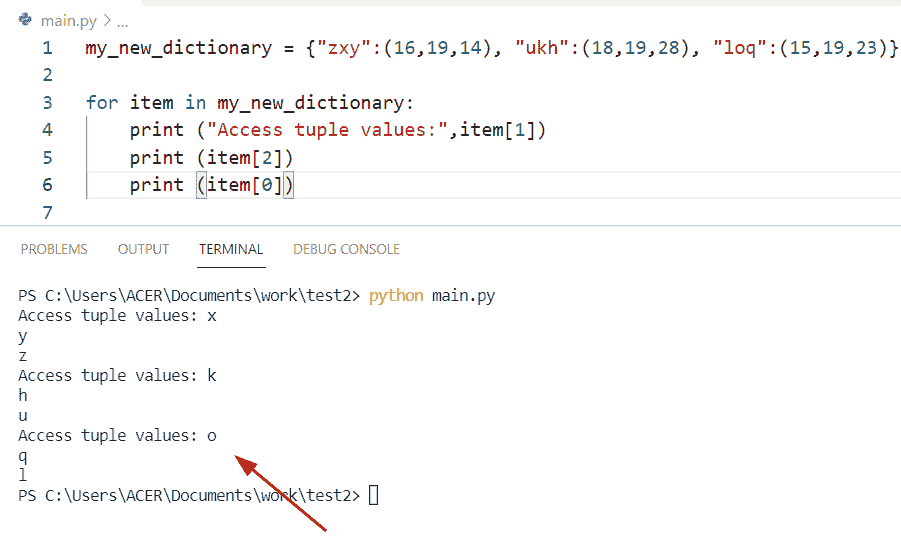 main.py > ...
1 my_new_dictionary = {"zxy":(16,19,14), "ukh":(18,19,28), "loq":(15,19,23)}
2
3 for item in my_new_dictionary:
4     print ("Access tuple values:",item[1])
5     print (item[2])
6     print (item[0])
7
PROBLEMS OUTPUT TERMINAL DEBUG CONSOLE
PS C:\Users\ACER\Documents\work\test2> python main.py
Access tuple values: x
y
z
Access tuple values: k
h
u
Access tuple values: o
q
l
PS C:\Users\ACER\Documents\work\test2>